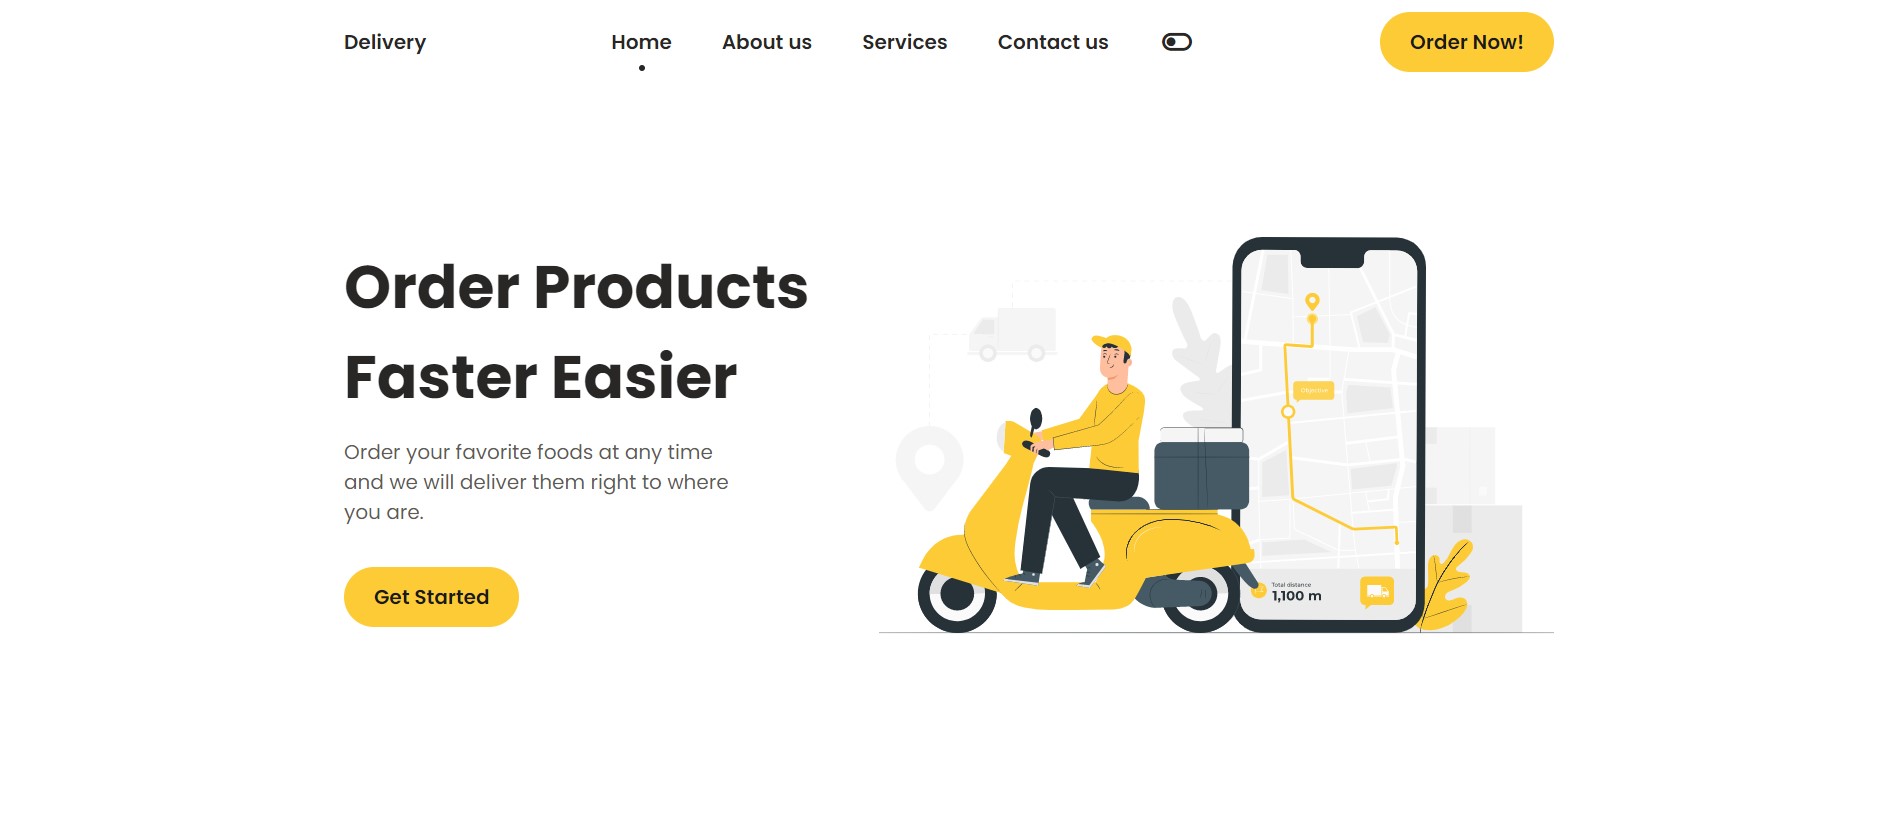 Delivery
Home
About us
Services
Contact us
Order Now!
Order Products
Faster Easier
Order your favorite foods at any time
and we will deliver them right to where
you are.
Get Started
Total distance
1,100 m